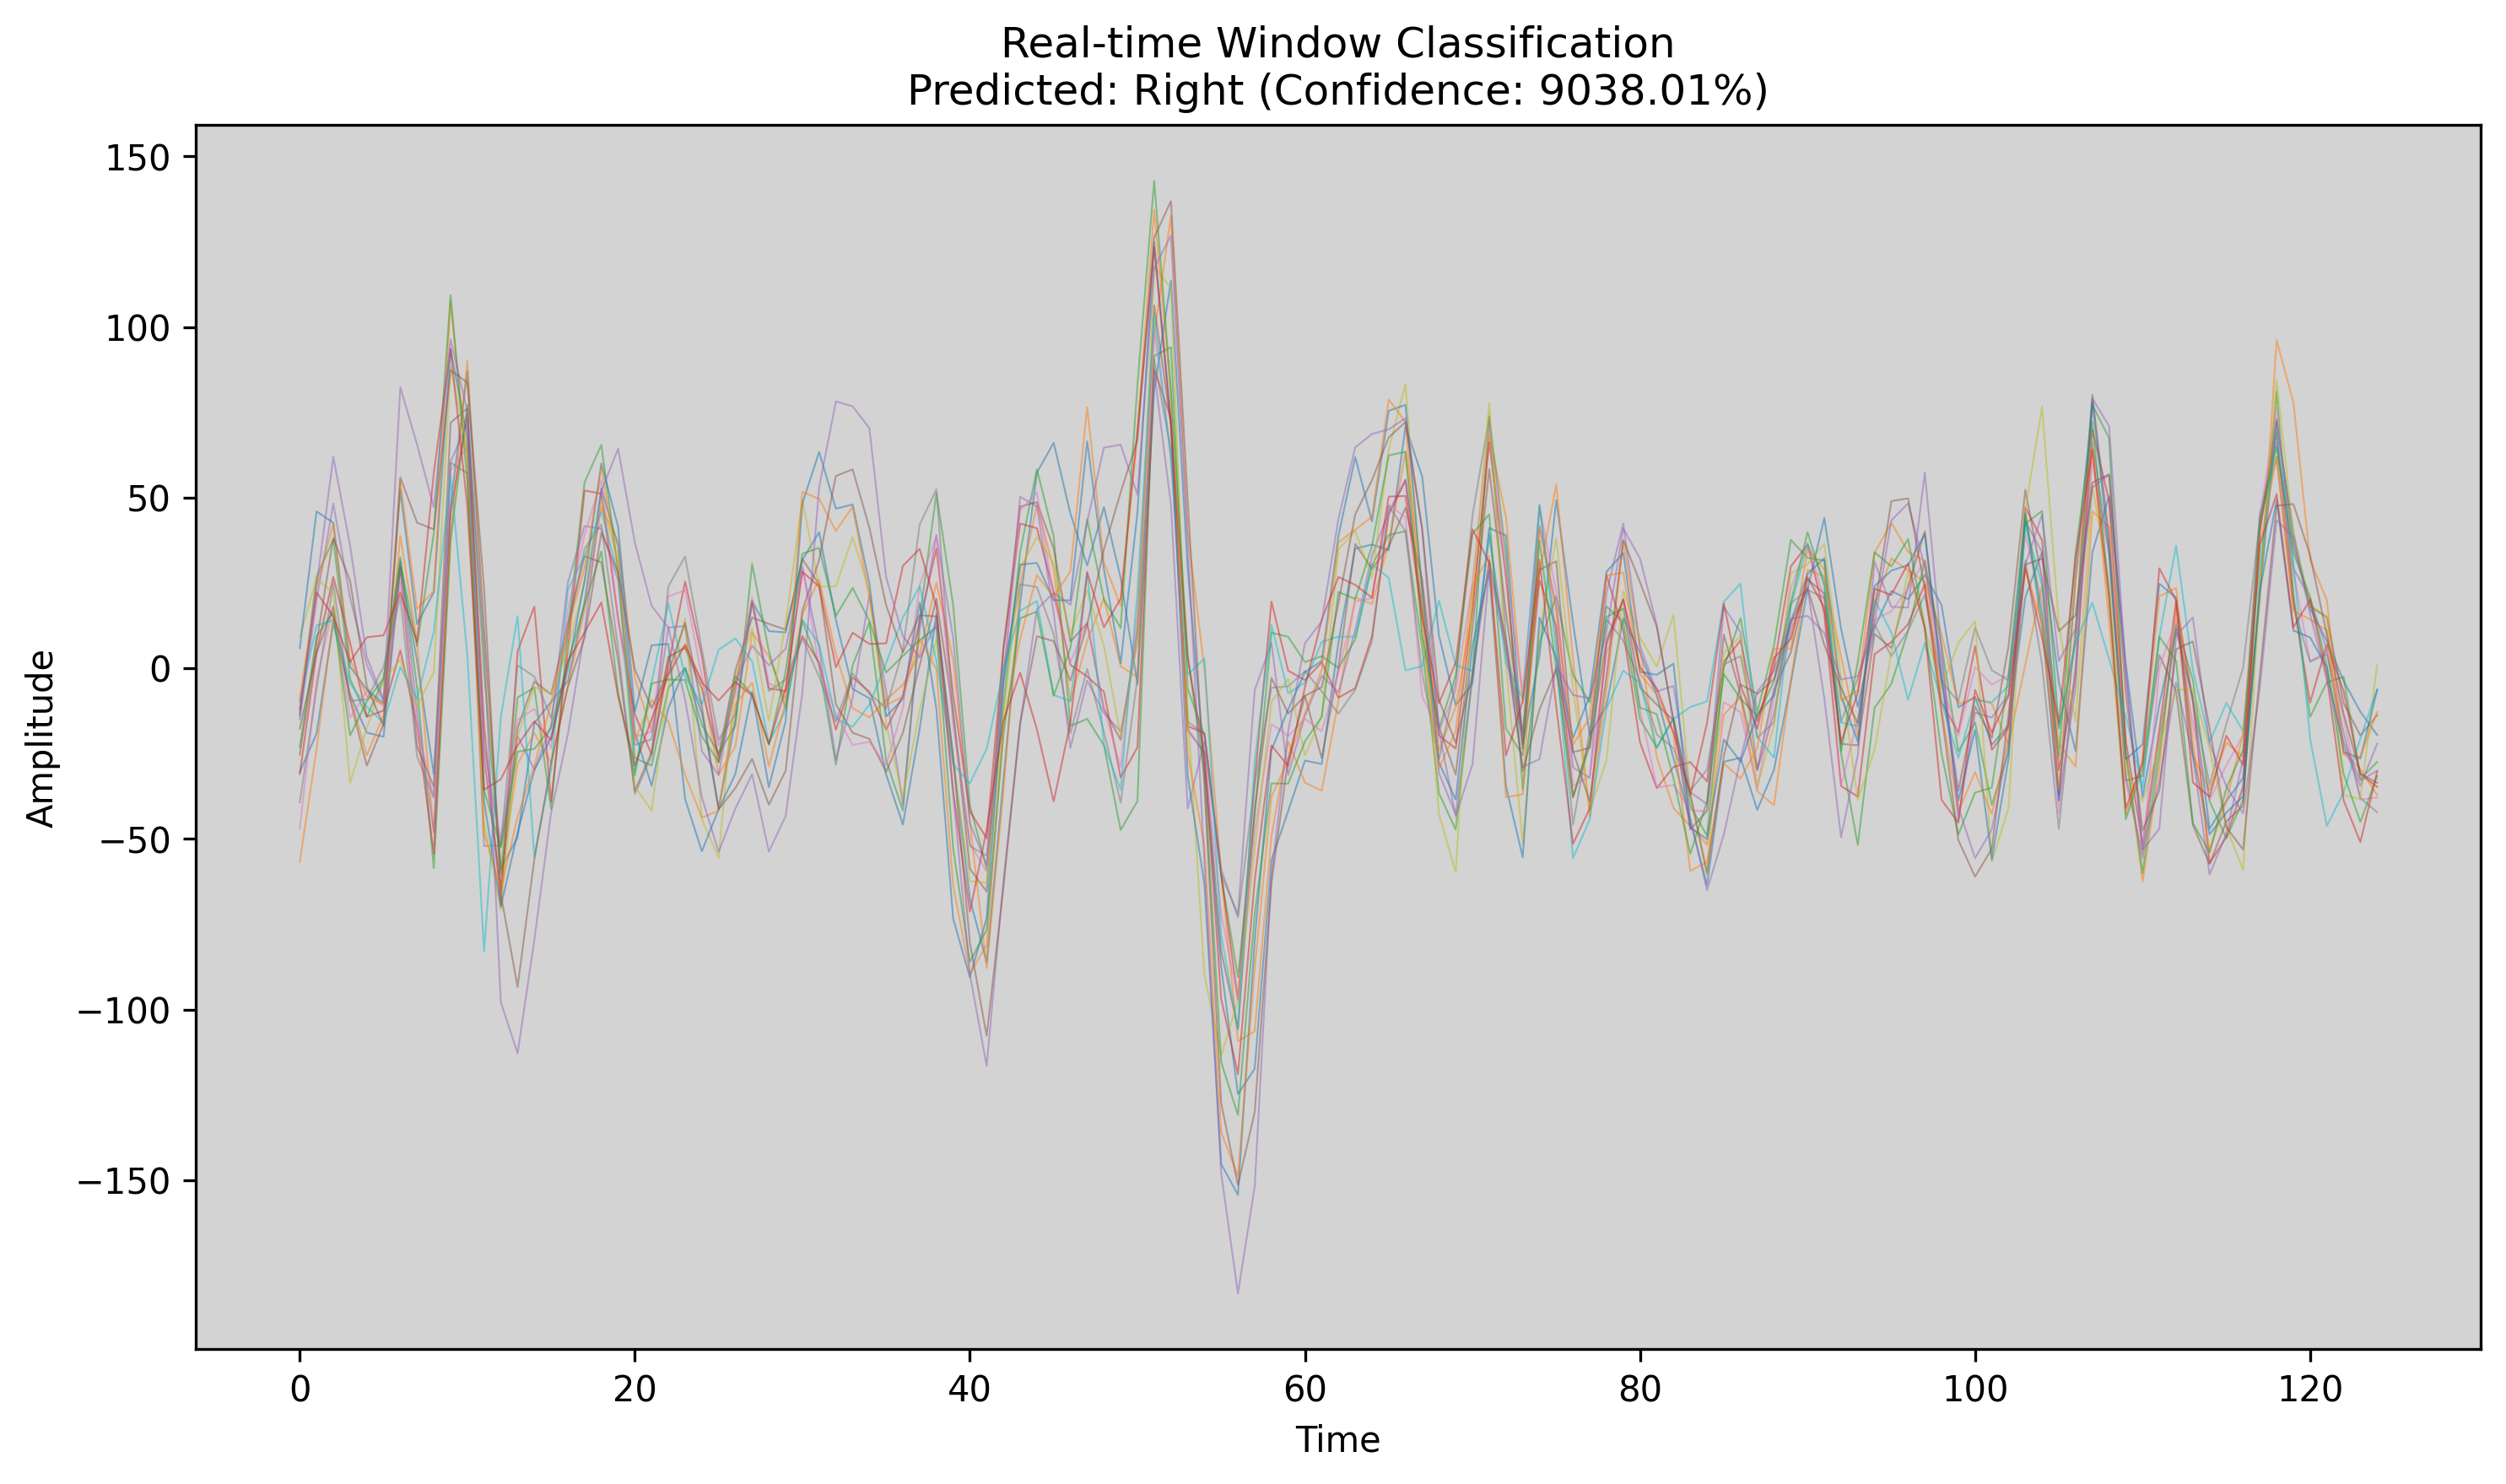 Real-time Window Classification
Predicted: Right (Confidence: 9038.01%)
150
100
50
0
−50
−100
−150
Amplitude
0 20 40 60 80 100 120
Time